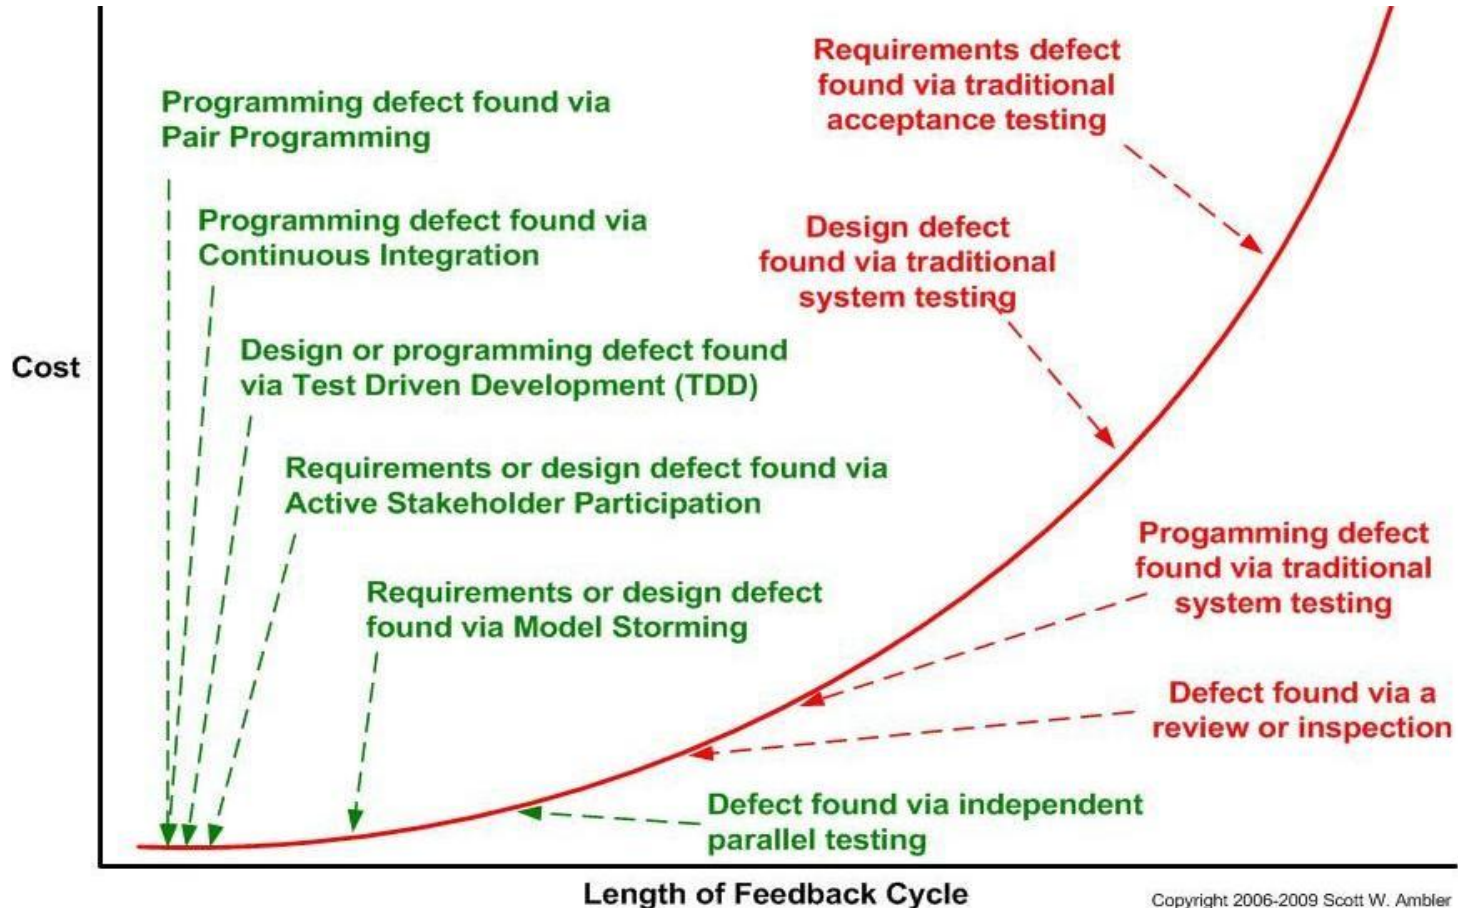 Programming defect found via
Pair Programming
Programming defect found via
Continuous Integration
Design or programming defect found
via Test Driven Development (TDD)
Requirements or design defect found via
Active Stakeholder Participation
Requirements or design defect
found via Model Storming
Defect found via independent
parallel testing
Requirements defect
found via traditional
acceptance testing
Design defect
found via traditional
system testing
Progamming defect
found via traditional
system testing
Defect found via a
review or inspection
Cost
Length of Feedback Cycle
Copyright 2006-2009 Scott W. Ambler